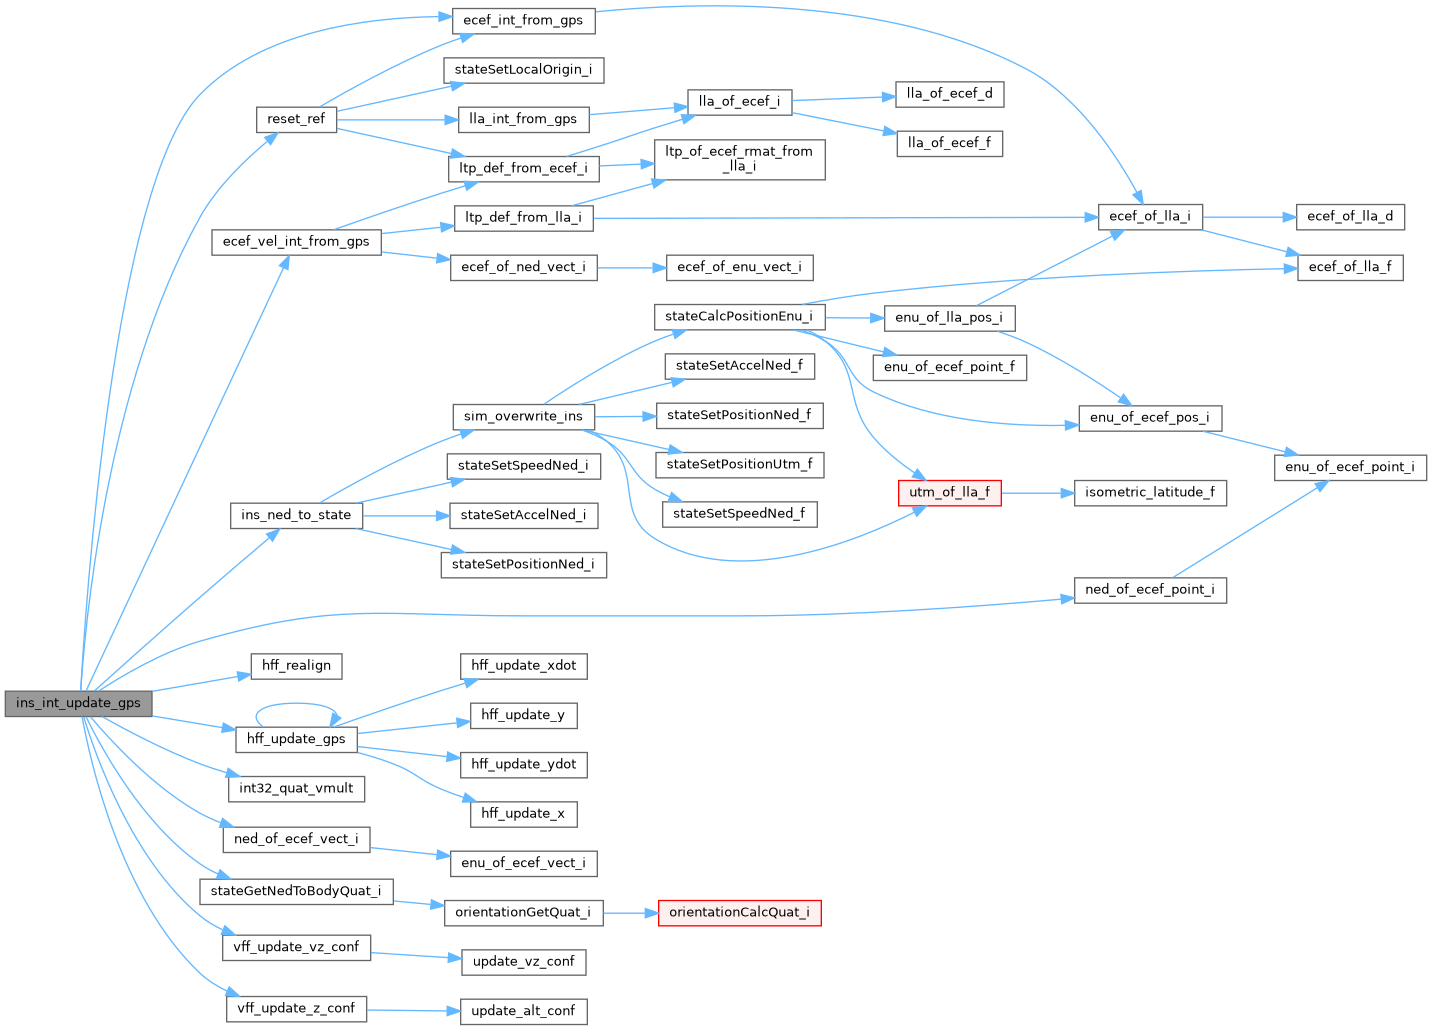 ecef_int_from_gps
stateSetLocalOrigin_i
lla_of_ecef_d
lla_of_ecef_i
reset_ref
lla_int_from_gps
lla_of_ecef_f
ltp_of_ecef_rmat_from
_lla_i
ltp_def_from_ecef_i
ltp_def_from_lla_i
ecef_of_lla_i
ecef_of_lla_d
ecef_vel_int_from_gps
ecef_of_ned_vect_i
ecef_of_enu_vect_i
ecef_of_lla_f
stateCalcPositionEnu_i
enu_of_lla_pos_i
stateSetAccelNed_f
enu_of_ecef_point_f
sim_overwrite_ins
stateSetPositionNed_f
enu_of_ecef_pos_i
stateSetSpeedNed_i
stateSetPositionUtm_f
enu_of_ecef_point_i
utm_of_lla_f
isometric_latitude_f
ins_ned_to_state
stateSetAccelNed_i
stateSetSpeedNed_f
stateSetPositionNed_i
ned_of_ecef_point_i
hff_realign
hff_update_xdot
ins_int_update_gps
hff_update_y
hff_update_gps
hff_update_ydot
int32_quat_vmult
hff_update_x
ned_of_ecef_vect_i
enu_of_ecef_vect_i
stateGetNedToBodyQuat_i
orientationGetQuat_i
orientationCalcQuat_i
vff_update_vz_conf
update_vz_conf
vff_update_z_conf
update_alt_conf